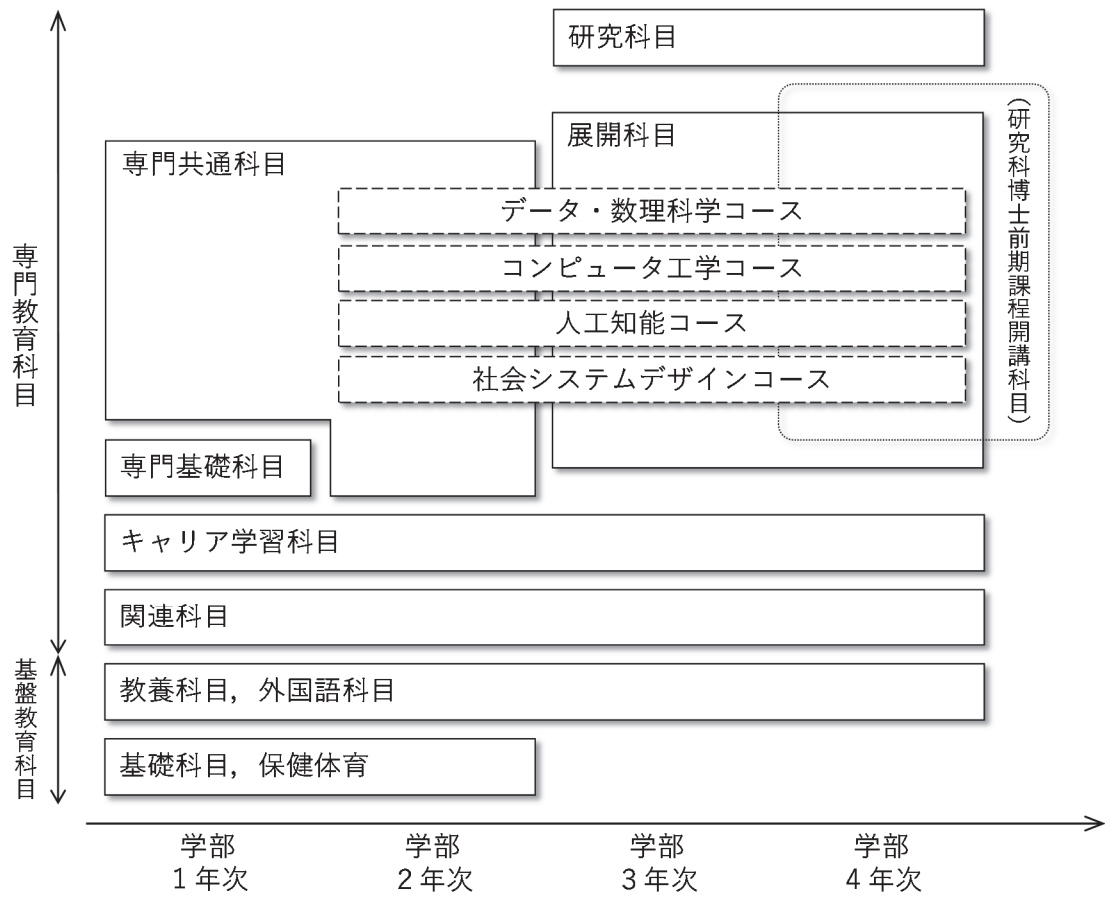 研究科目
(研究科博士前期課程開講科目)
展開科目
専門共通科目
データ・数理科学コース
コンピュータ工学コース
人工知能コース
社会システムデザインコース
専門教育科目
専門基礎科目
キャリア学習科目
関連科目
基盤教育科目
教養科目，外国語科目
基礎科目，保健体育
学部
1年次
学部
2年次
学部
3年次
学部
4年次